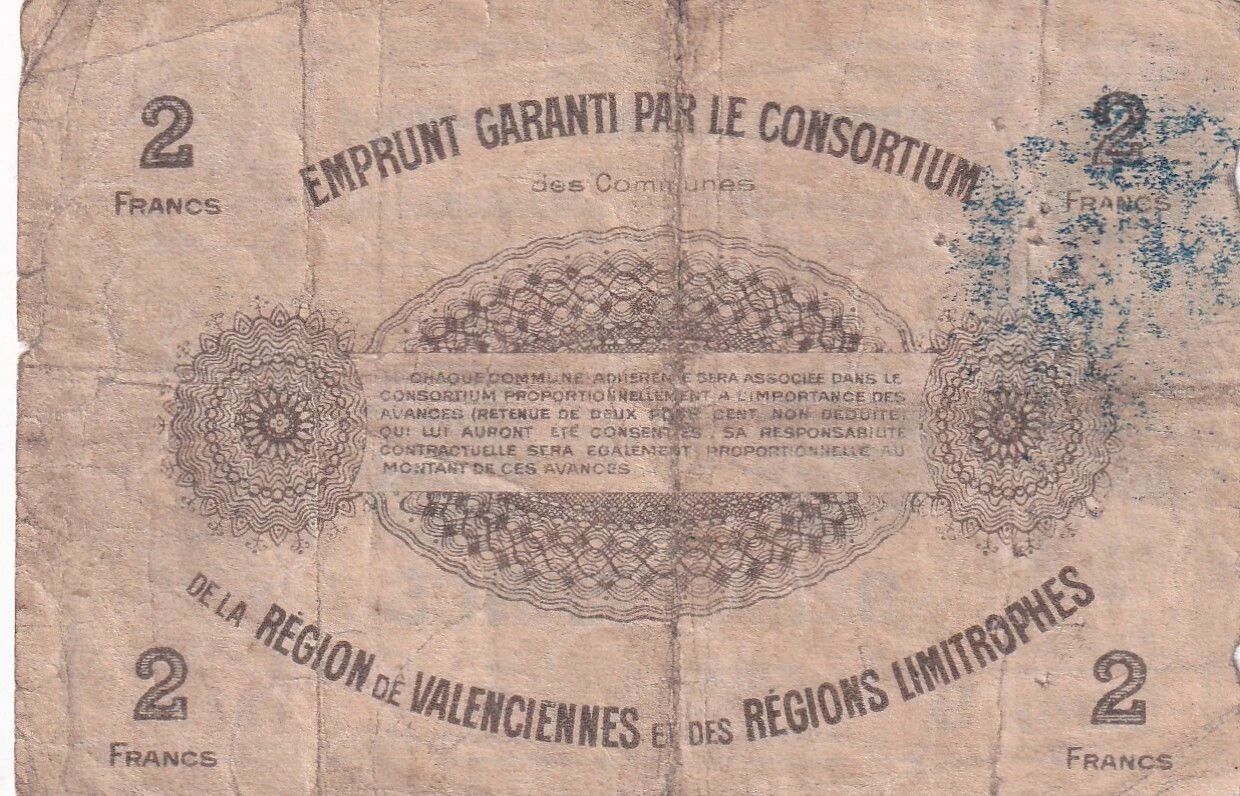 2
FRANCS
EMPRUNT GARANTI PAR LE CONSORTIUM
des Communes
2
FRANCS
CHAQUE COMMUNE ADHERENTE SERA ASSOCIEE DANS LE
CONSORTIUM PROPORTIONNELLEMENT A L'IMPORTANCE DES
AVANCES (RETENUE DE DEUX POUR CENT NON DEDUITE)
QUI LUI AURONT ETE CONSENTIES. SA RESPONSABILITE
CONTRACTUELLE SERA EGALEMENT PROPORTIONNELLE AU
MONTANT DE CES AVANCES
DE LA RÉGION DE VALENCIENNES ET DES RÉGIONS LIMITROPHES
2
FRANCS
2
FRANCS